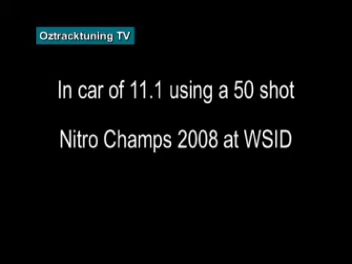 Oztracktuning TV
In car of 11.1 using a 50 shot
Nitro Champs 2008 at WSID